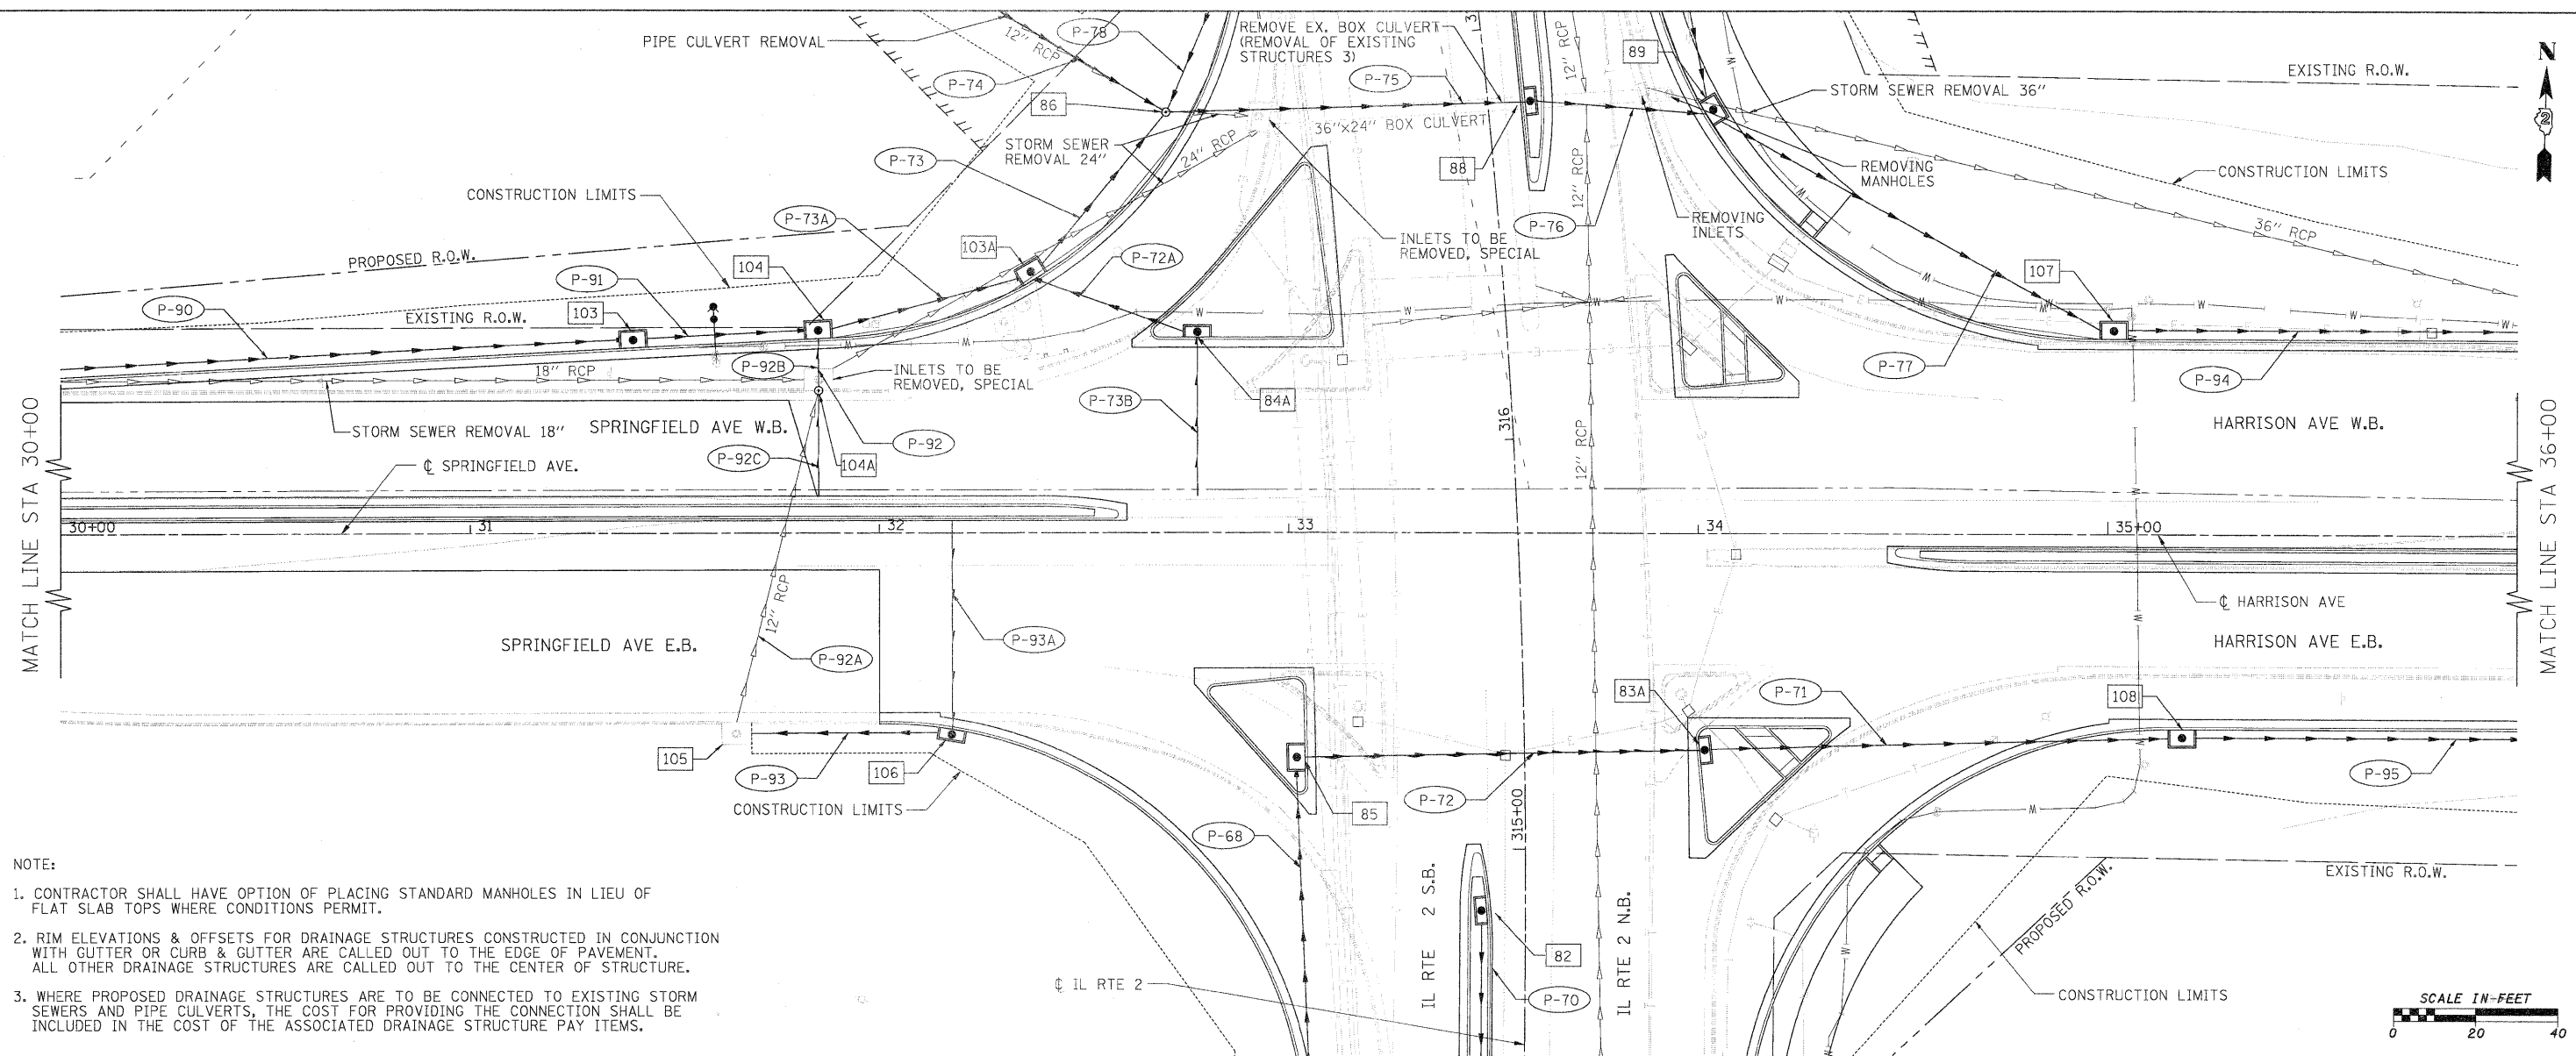 PIPE CULVERT REMOVAL
12" RCP
P-78
REMOVE EX. BOX CULVERT
(REMOVAL OF EXISTING
STRUCTURES 3)
12" RCP
89
N
2
EXISTING R.O.W.
P-74
P-75
86
STORM SEWER REMOVAL 36"
36"x24" BOX CULVERT
STORM SEWER
REMOVAL 24"
24" RCP
P-73
88
12" RCP
REMOVING
MANHOLES
CONSTRUCTION LIMITS
CONSTRUCTION LIMITS
P-73A
P-76
REMOVING
INLETS
36" RCP
103A
INLETS TO BE
REMOVED, SPECIAL
PROPOSED R.O.W.
P-72A
104
P-91
107
P-90
103
EXISTING R.O.W.
P-92B
18" RCP
INLETS TO BE
REMOVED, SPECIAL
P-77
P-94
P-73B
84A
316
STORM SEWER REMOVAL 18"
SPRINGFIELD AVE W.B.
P-92
HARRISON AVE W.B.
MATCH LINE STA 30+00
MATCH LINE STA 36+00
℄ SPRINGFIELD AVE.
P-92C
104A
12" RCP
30+00
31
32
33
34
35+00
12" RCP
℄ HARRISON AVE
P-93A
SPRINGFIELD AVE E.B.
P-92A
HARRISON AVE E.B.
83A
P-71
108
105
P-93
106
P-72
P-95
CONSTRUCTION LIMITS
85
315+00
P-68
NOTE:
EXISTING R.O.W.
1. CONTRACTOR SHALL HAVE OPTION OF PLACING STANDARD MANHOLES IN LIEU OF
FLAT SLAB TOPS WHERE CONDITIONS PERMIT.
PROPOSED R.O.W.
IL RTE 2 S.B.
IL RTE 2 N.B.
2. RIM ELEVATIONS & OFFSETS FOR DRAINAGE STRUCTURES CONSTRUCTED IN CONJUNCTION
WITH GUTTER OR CURB & GUTTER ARE CALLED OUT TO THE EDGE OF PAVEMENT.
ALL OTHER DRAINAGE STRUCTURES ARE CALLED OUT TO THE CENTER OF STRUCTURE.
82
℄ IL RTE 2
P-70
CONSTRUCTION LIMITS
3. WHERE PROPOSED DRAINAGE STRUCTURES ARE TO BE CONNECTED TO EXISTING STORM
SEWERS AND PIPE CULVERTS, THE COST FOR PROVIDING THE CONNECTION SHALL BE
INCLUDED IN THE COST OF THE ASSOCIATED DRAINAGE STRUCTURE PAY ITEMS.
SCALE IN FEET
0 20 40